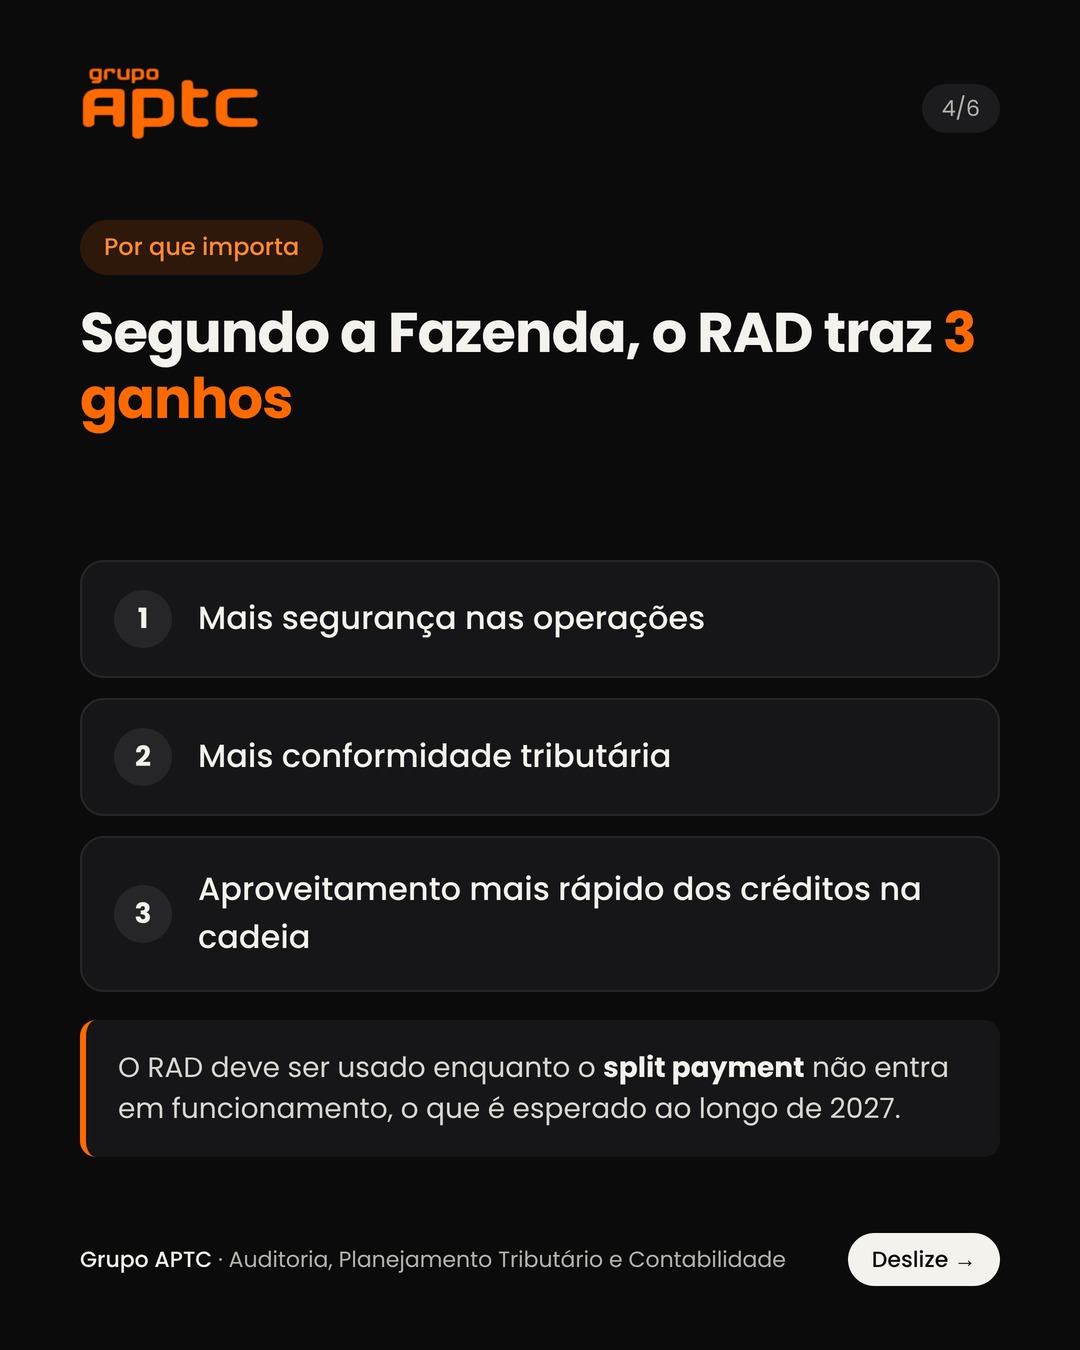 grupo
Aptc
4/6
Por que importa
Segundo a Fazenda, o RAD traz 3
ganhos
1 Mais segurança nas operações
2 Mais conformidade tributária
3 Aproveitamento mais rápido dos créditos na
cadeia
O RAD deve ser usado enquanto o split payment não entra
em funcionamento, o que é esperado ao longo de 2027.
Grupo APTC · Auditoria, Planejamento Tributário e Contabilidade
Deslize →